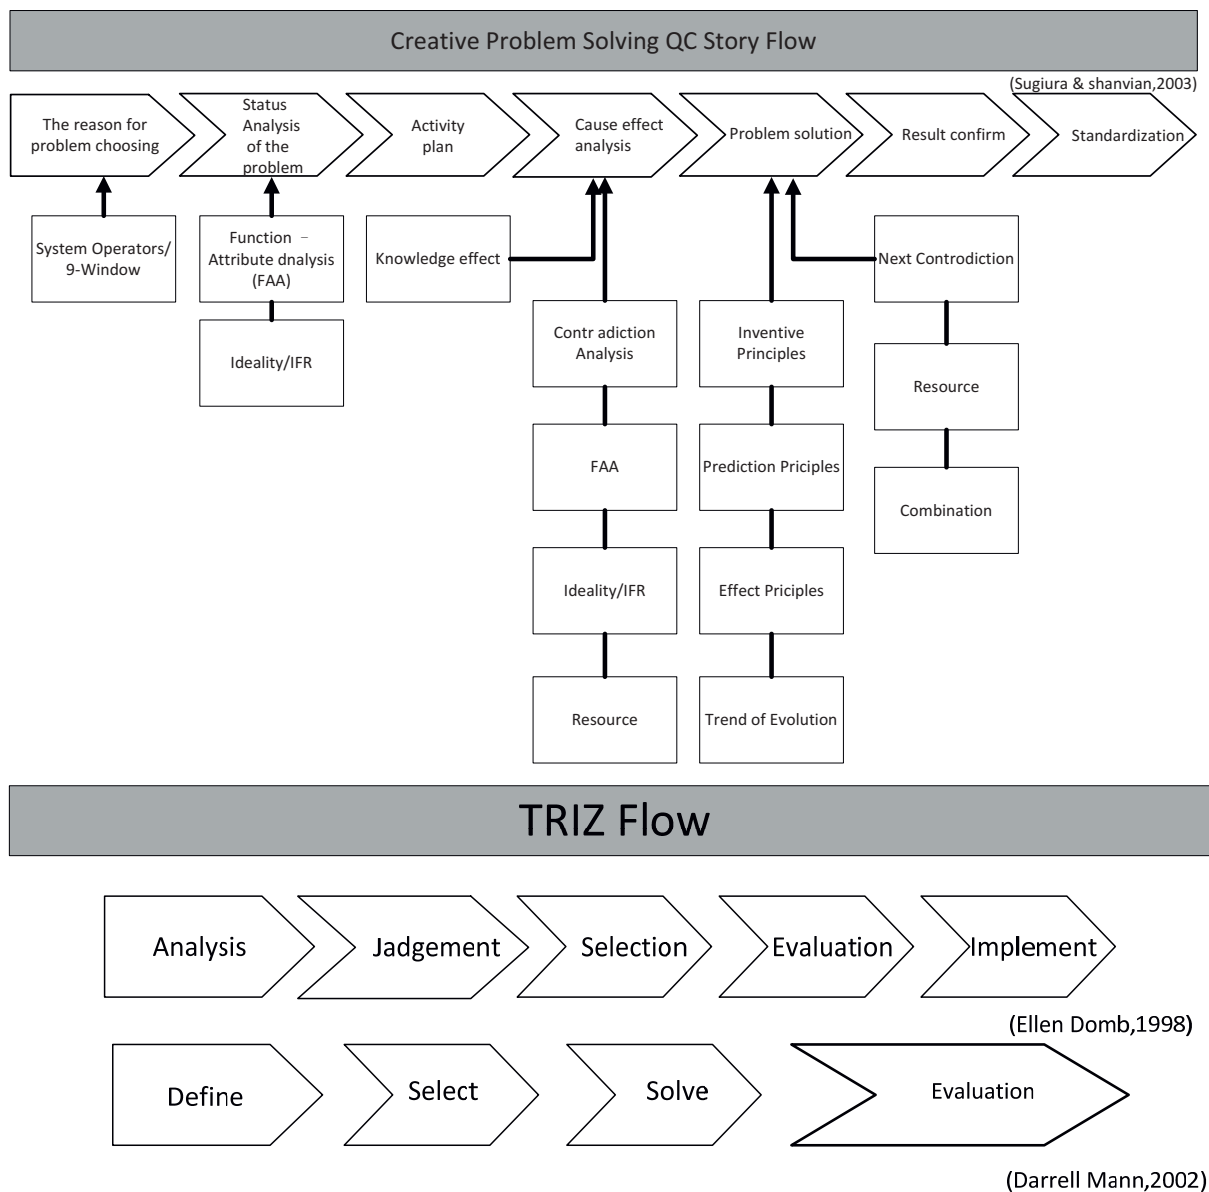 Creative Problem Solving QC Story Flow
(Sugiura & shanvian,2003)
The reason for
problem choosing
Status
Analysis
of the
problem
Activity
plan
Cause effect
analysis
Problem solution
Result confirm
Standardization
System Operators/
9-Window
Function –
Attribute dnalysis
(FAA)
Ideality/IFR
Knowledge effect
Contr adiction
Analysis
FAA
Ideality/IFR
Resource
Inventive
Principles
Prediction Priciples
Effect Priciples
Trend of Evolution
Next Controdiction
Resource
Combination
TRIZ Flow
Analysis
Jadgement
Selection
Evaluation
Implement
(Ellen Domb,1998)
Define
Select
Solve
Evaluation
(Darrell Mann,2002)